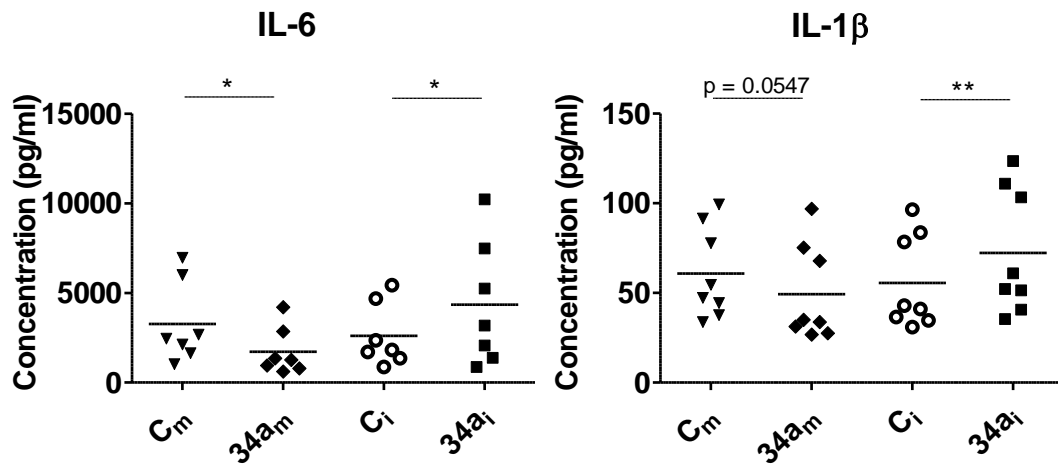 IL-6
*
*
Concentration (pg/ml)
15000
10000
5000
0
Cm
34am
Ci
34ai
IL-1β
p = 0.0547
**
Concentration (pg/ml)
150
100
50
0
Cm
34am
Ci
34ai